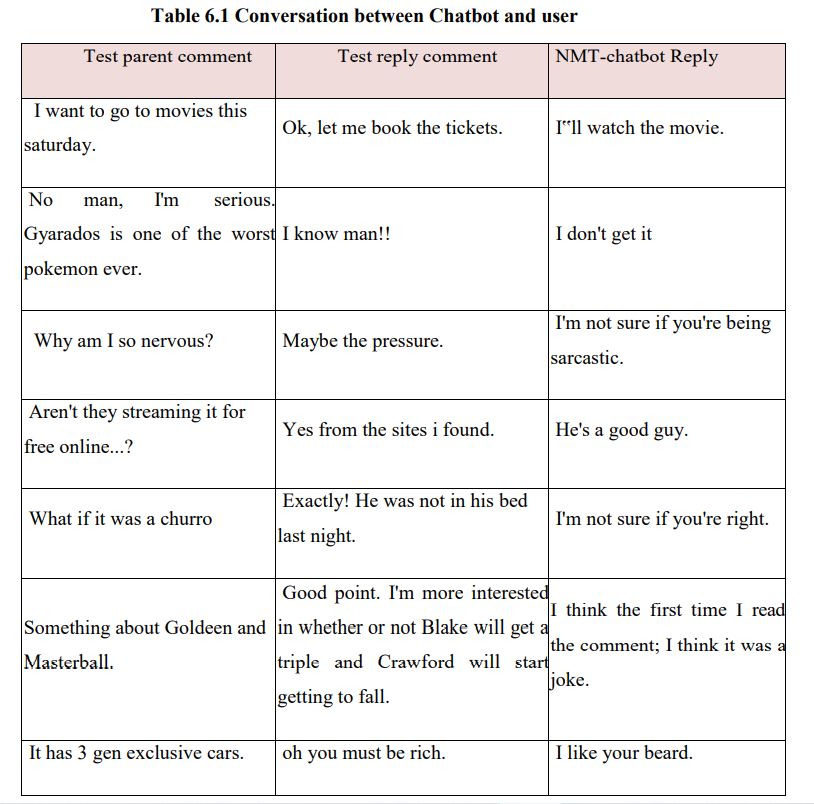 Table 6.1 Conversation between Chatbot and user
Test parent comment
Test reply comment
NMT-chatbot Reply
I want to go to movies this
saturday.
Ok, let me book the tickets.
I‟ll watch the movie.
No man, I'm serious.
Gyarados is one of the worst
pokemon ever.
I know man!!
I don't get it
Why am I so nervous?
Maybe the pressure.
I'm not sure if you're being
sarcastic.
Aren't they streaming it for
free online...?
Yes from the sites i found.
He's a good guy.
What if it was a churro
Exactly! He was not in his bed
last night.
I'm not sure if you're right.
Something about Goldeen and
Masterball.
Good point. I'm more interested
in whether or not Blake will get a
triple and Crawford will start
getting to fall.
I think the first time I read
the comment; I think it was a
joke.
It has 3 gen exclusive cars.
oh you must be rich.
I like your beard.